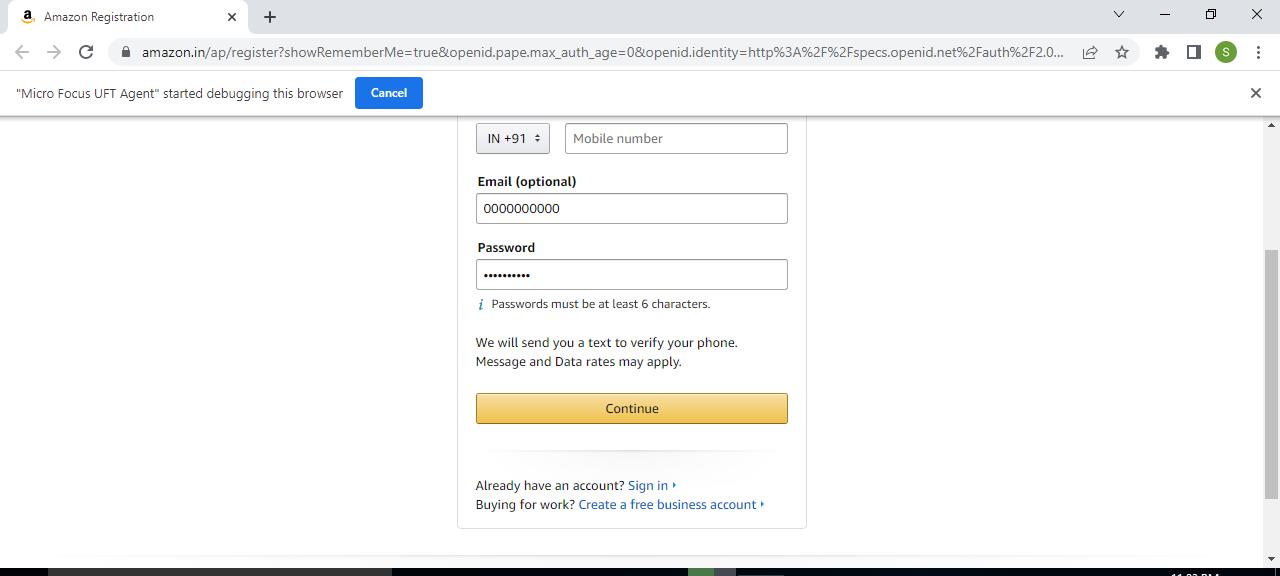 Amazon Registration
amazon.in/ap/register?showRememberMe=true&openid.pape.max_auth_age=0&openid.identity=http%3A%2F%2Fspecs.openid.net%2Fauth%2F2.0...
S
"Micro Focus UFT Agent" started debugging this browser
Cancel
IN +91
Mobile number
Email (optional)
0000000000
Password
••••••••••
i Passwords must be at least 6 characters.
We will send you a text to verify your phone.
Message and Data rates may apply.
Continue
Already have an account? Sign in
Buying for work? Create a free business account